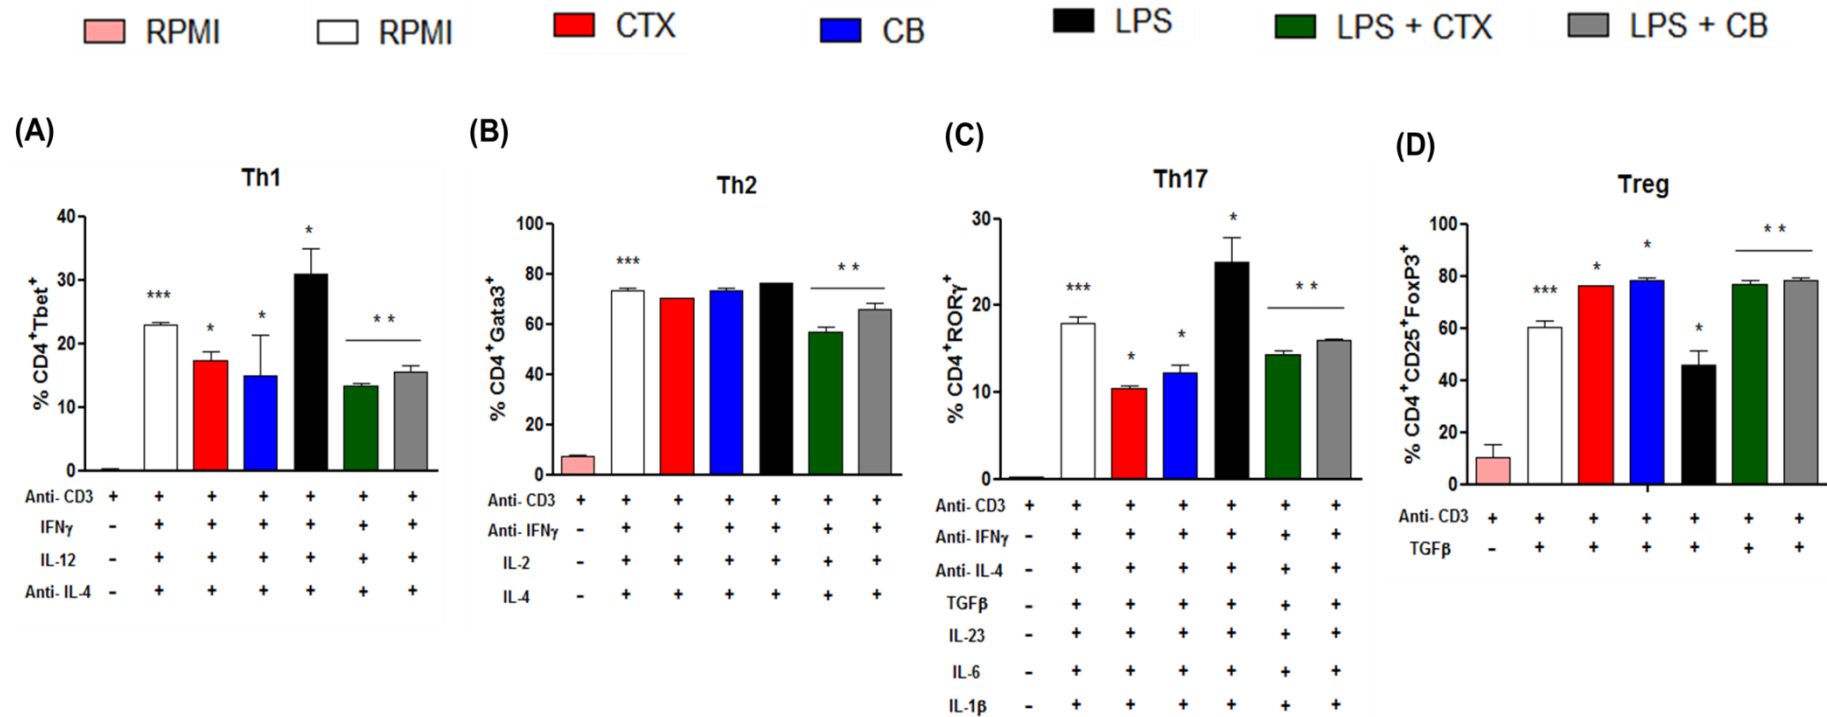 RPMI RPMI CTX CB LPS LPS + CTX LPS + CB
(A)
Th1
% CD4+Tbet+
40
30
20
10
0
*** * * * * *
Anti- CD3 + + + + + + +
IFNγ - + + + + + +
IL-12 - + + + + + +
Anti- IL-4 - + + + + + +
(B)
Th2
% CD4+Gata3+
100
80
60
40
20
0
*** * *
Anti- CD3 + + + + + + +
Anti- IFNγ - + + + + + +
IL-2 - + + + + + +
IL-4 - + + + + + +
(C)
Th17
% CD4+RORγ+
30
20
10
0
*** * * * * *
Anti- CD3 + + + + + + +
Anti- IFNγ - + + + + + +
Anti- IL-4 - + + + + + +
TGFβ - + + + + + +
IL-23 - + + + + + +
IL-6 - + + + + + +
IL-1β - + + + + + +
(D)
Treg
% CD4+CD25+FoxP3+
100
80
60
40
20
0
*** * * * * *
Anti- CD3 + + + + + + +
TGFβ - + + + + + +